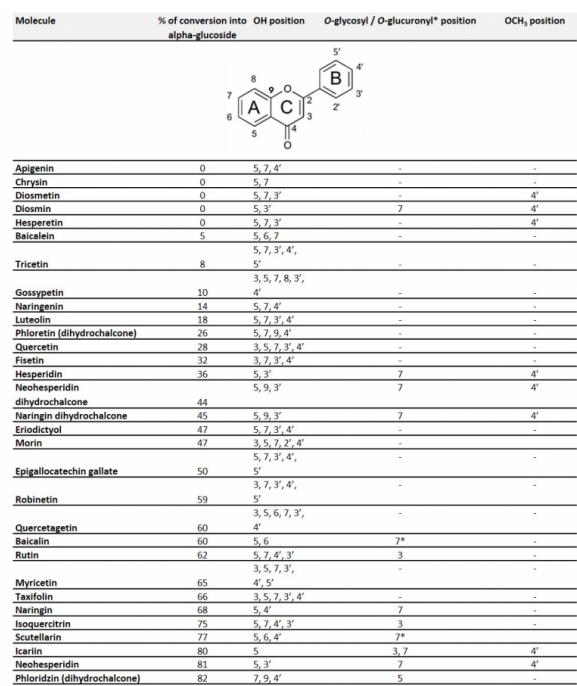 Molecule % of conversion into OH position O-glycosyl / O-glucuronyl* position OCH3 position
alpha-glucoside
5′
8 9 O B 4′
7 A C 2 3′
6 3 2′
5 4
O
Apigenin 0 5, 7, 4′ - -
Chrysin 0 5, 7 - -
Diosmetin 0 5, 7, 3′ - 4′
Diosmin 0 5, 3′ 7 4′
Hesperetin 0 5, 7, 3′ - 4′
Baicalein 5 5, 6, 7 - -
5, 7, 3′, 4′,
Tricetin 8 5′ - -
3, 5, 7, 8, 3′,
Gossypetin 10 4′ - -
Naringenin 14 5, 7, 4′ - -
Luteolin 18 5, 7, 3′, 4′ - -
Phloretin (dihydrochalcone) 26 5, 7, 9, 4′ - -
Quercetin 28 3, 5, 7, 3′, 4′ - -
Fisetin 32 3, 7, 3′, 4′ - -
Hesperidin 36 5, 3′ 7 4′
Neohesperidin 5, 9, 3′ 7 4′
dihydrochalcone 44
Naringin dihydrochalcone 45 5, 9, 3′ 7 4′
Eriodictyol 47 5, 7, 3′, 4′ - -
Morin 47 3, 5, 7, 2′, 4′ -
5, 7, 3′, 4′, - -
Epigallocatechin gallate 50 5′
3, 7, 3′, 4′, - -
Robinetin 59 5′
3, 5, 6, 7, 3′, - -
Quercetagetin 60 4′
Baicalin 60 5, 6 7* -
Rutin 62 5, 7, 4′, 3′ 3 -
3, 5, 7, 3′, - -
Myricetin 65 4′, 5′
Taxifolin 66 3, 5, 7, 3′, 4′ - -
Naringin 68 5, 4′ 7 -
Isoquercitrin 75 5, 7, 4′, 3′ 3 -
Scutellarin 77 5, 6, 4′ 7*
Icariin 80 5 3, 7 4′
Neohesperidin 81 5, 3′ 7 4′
Phloridzin (dihydrochalcone) 82 7, 9, 4′ 5 -